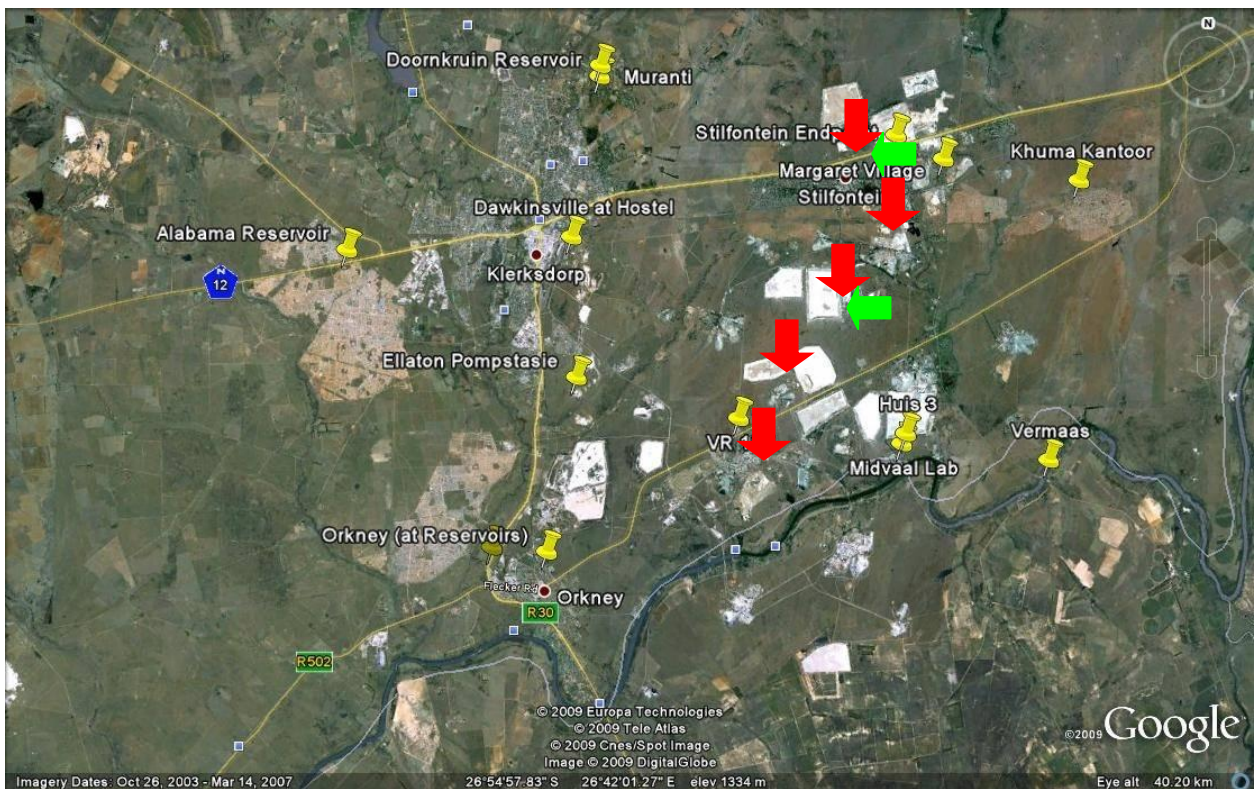 N
Doornkruin Reservoir
Muranti
Stilfontein Endp
Khuma Kantoor
Margaret Village
Stilfontei
Dawkinsville at Hostel
Alabama Reservoir
Klerksdorp
N
12
Ellaton Pompstasie
Huis 3
VR
Vermaas
Midvaal Lab
Orkney (at Reservoirs)
Flecker Rd
Orkney
R30
R502
© 2009 Europa Technologies
© 2009 Tele Atlas
© 2009 Cnes/Spot Image
Image © 2009 DigitalGlobe
©2009 Google
Imagery Dates: Oct 26, 2003 - Mar 14, 2007 26°54'57.83" S 26°42'01.27" E elev 1334 m Eye alt 40.20 km